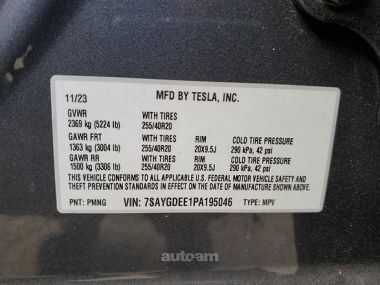 MFD BY TESLA, INC.
11/23
GVWR WITH TIRES
2369 kg (5224 lb) 255/40R20
GAWR FRT WITH TIRES RIM COLD TIRE PRESSURE
1363 kg (3004 lb) 255/40R20 20X9.5J 290 kPa, 42 psi
GAWR RR WITH TIRES RIM COLD TIRE PRESSURE
1500 kg (3306 lb) 255/40R20 20X9.5J 290 kPa, 42 psi
THIS VEHICLE CONFORMS TO ALL APPLICABLE U.S. FEDERAL MOTOR VEHICLE SAFETY AND
THEFT PREVENTION STANDARDS IN EFFECT ON THE DATE OF MANUFACTURE SHOWN ABOVE.
PNT: PMNG VIN: 7SAYGDEE1PA195046 TYPE: MPV
autoam